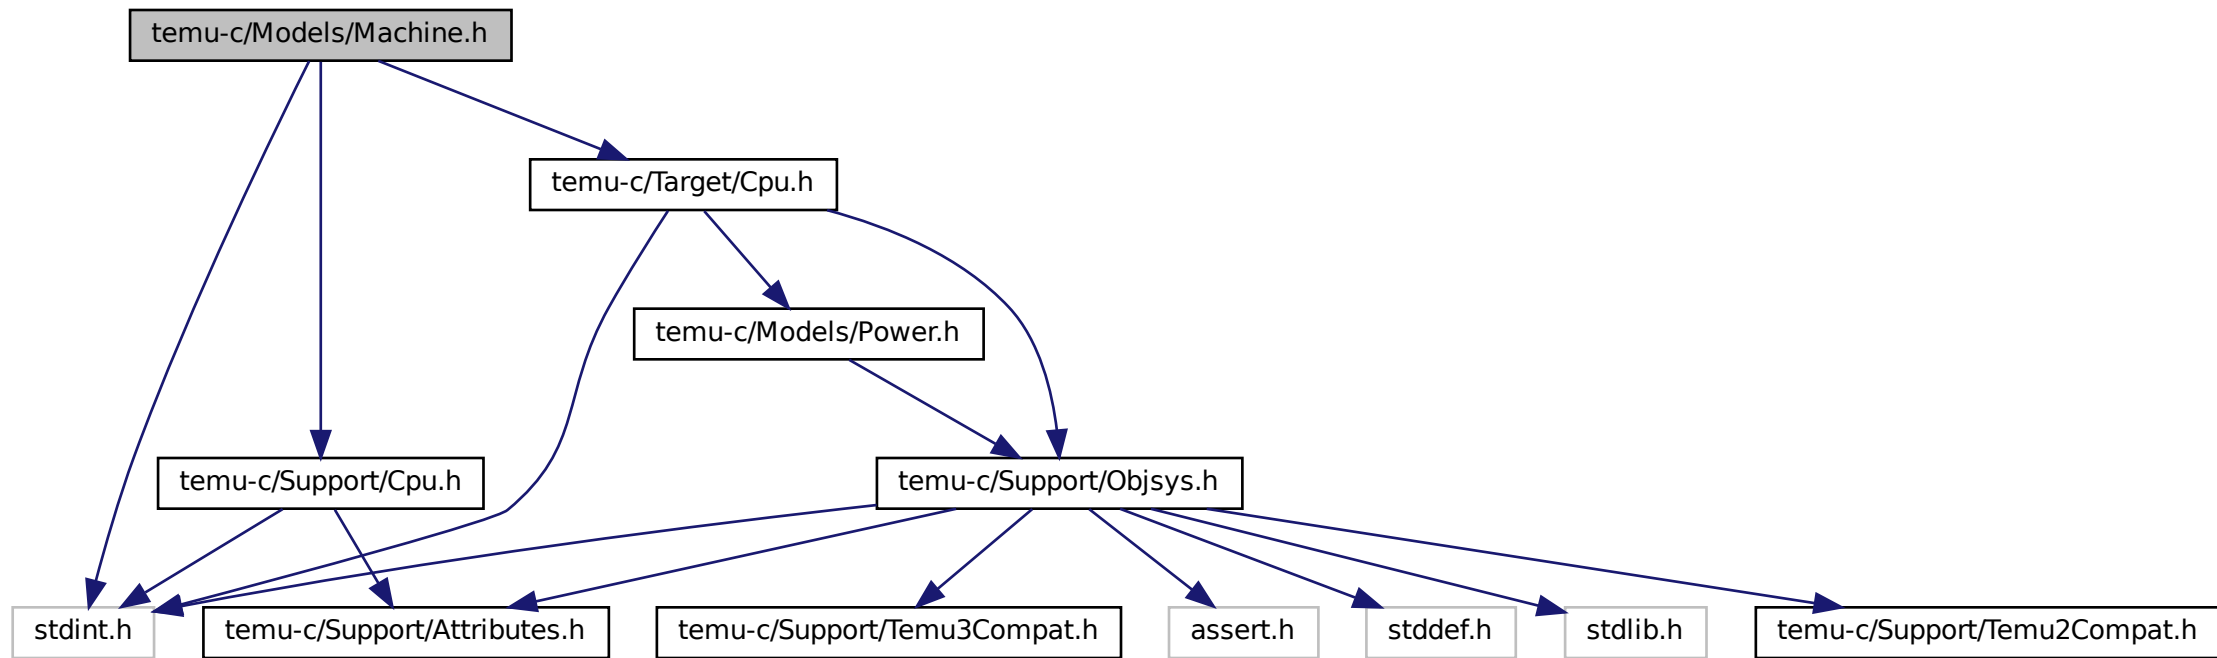 temu-c/Models/Machine.h
temu-c/Target/Cpu.h
temu-c/Models/Power.h
temu-c/Support/Cpu.h
temu-c/Support/Objsys.h
stdint.h
temu-c/Support/Attributes.h
temu-c/Support/Temu3Compat.h
assert.h
stddef.h
stdlib.h
temu-c/Support/Temu2Compat.h